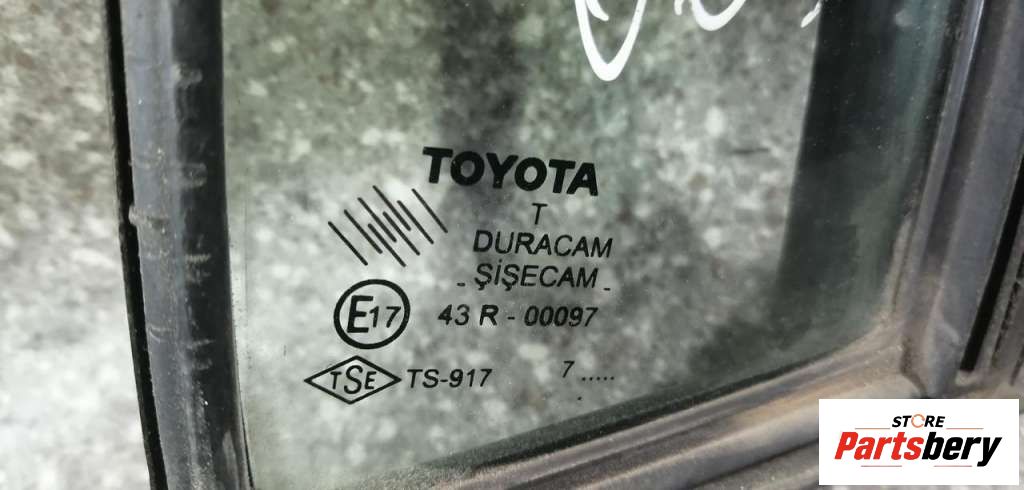 TOYOTA
T
DURACAM
- ŞİŞECAM -
E17 43 R - 00097
TSE TS-917 7 .....
STORE
Partsbery